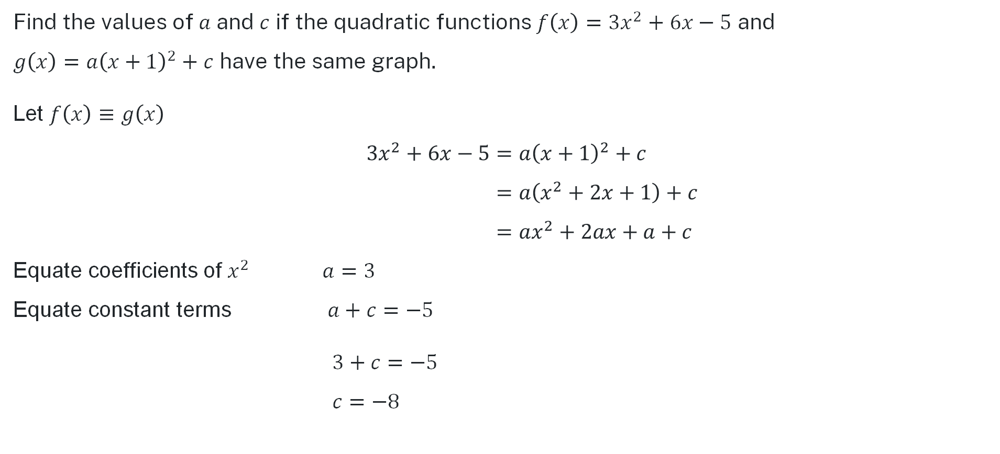 Find the values of a and c if the quadratic functions f(x) = 3x² + 6x − 5 and
g(x) = a(x + 1)² + c have the same graph.
Let f(x) ≡ g(x)
3x² + 6x − 5 = a(x + 1)² + c
= a(x² + 2x + 1) + c
= ax² + 2ax + a + c
Equate coefficients of x² a = 3
Equate constant terms a + c = −5
3 + c = −5
c = −8